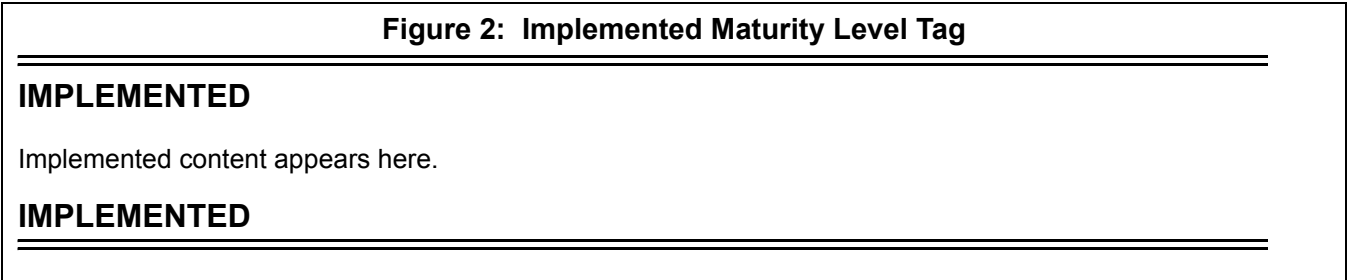 Figure 2:  Implemented Maturity Level Tag
IMPLEMENTED
Implemented content appears here.
IMPLEMENTED